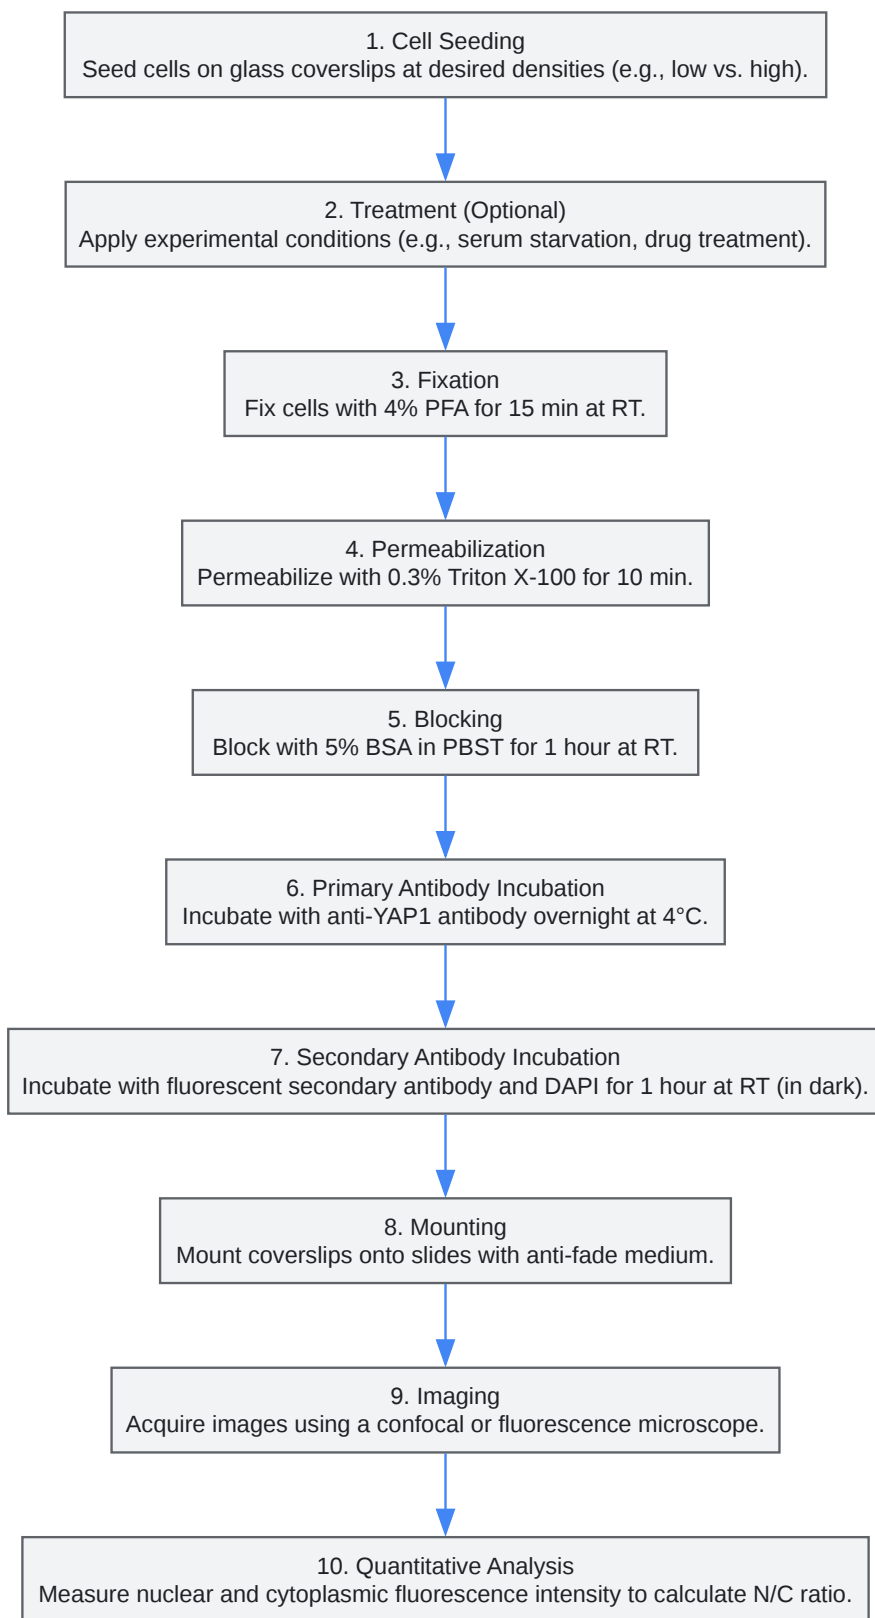 1. Cell Seeding
Seed cells on glass coverslips at desired densities (e.g., low vs. high).
2. Treatment (Optional)
Apply experimental conditions (e.g., serum starvation, drug treatment).
3. Fixation
Fix cells with 4% PFA for 15 min at RT.
4. Permeabilization
Permeabilize with 0.3% Triton X-100 for 10 min.
5. Blocking
Block with 5% BSA in PBST for 1 hour at RT.
6. Primary Antibody Incubation
Incubate with anti-YAP1 antibody overnight at 4°C.
7. Secondary Antibody Incubation
Incubate with fluorescent secondary antibody and DAPI for 1 hour at RT (in dark).
8. Mounting
Mount coverslips onto slides with anti-fade medium.
9. Imaging
Acquire images using a confocal or fluorescence microscope.
10. Quantitative Analysis
Measure nuclear and cytoplasmic fluorescence intensity to calculate N/C ratio.